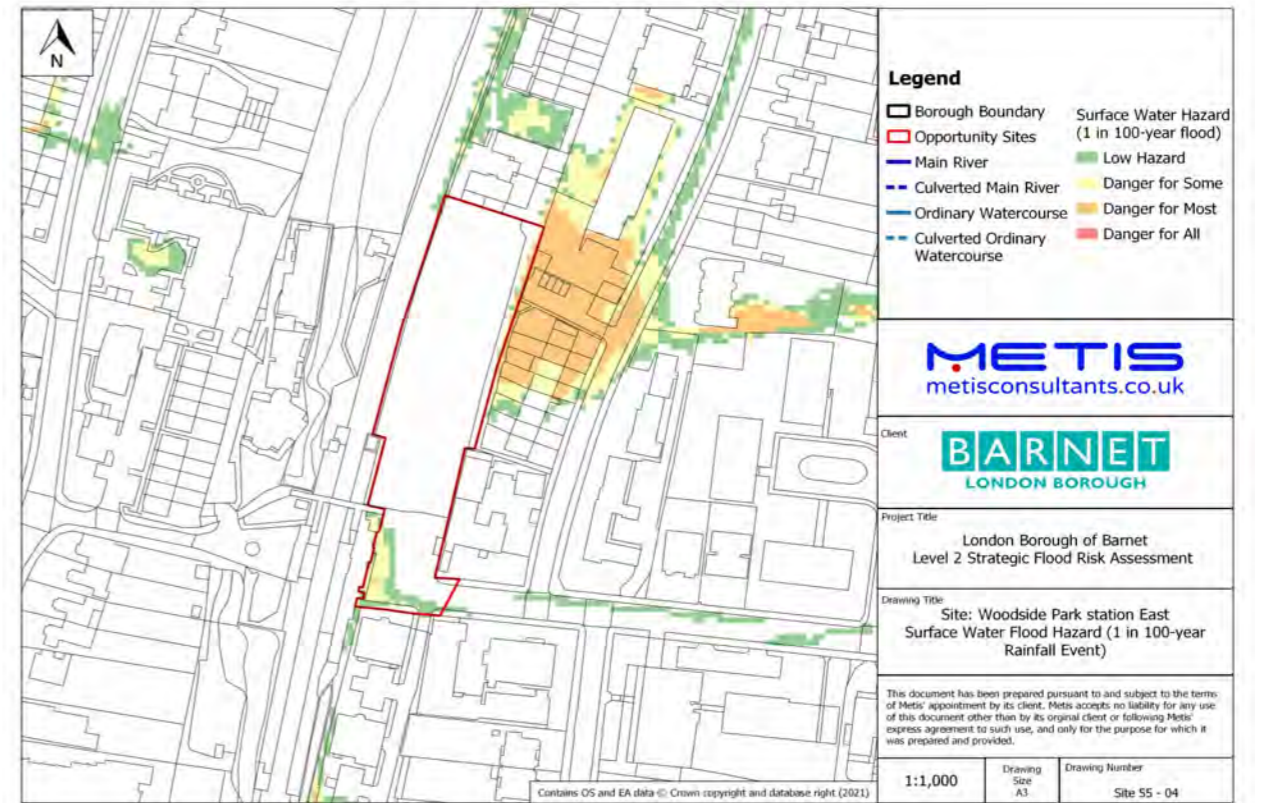 N
Legend
Borough Boundary
Opportunity Sites
Main River
Culverted Main River
Ordinary Watercourse
Culverted Ordinary
Watercourse
Surface Water Hazard
(1 in 100-year flood)
Low Hazard
Danger for Some
Danger for Most
Danger for All
METIS
metisconsultants.co.uk
Client
BARNET
LONDON BOROUGH
Project Title
London Borough of Barnet
Level 2 Strategic Flood Risk Assessment
Drawing Title
Site: Woodside Park station East
Surface Water Flood Hazard (1 in 100-year
Rainfall Event)
This document has been prepared pursuant to and subject to the terms
of Metis' appointment by its client. Metis accepts no liability for any use
of this document other than by its orginal client or following Metis'
express agreement to such use, and only for the purpose for which it
was prepared and provided.
1:1,000
Drawing
Size
A3
Drawing Number
Site 55 - 04
Contains OS and EA data © Crown copyright and database right (2021)